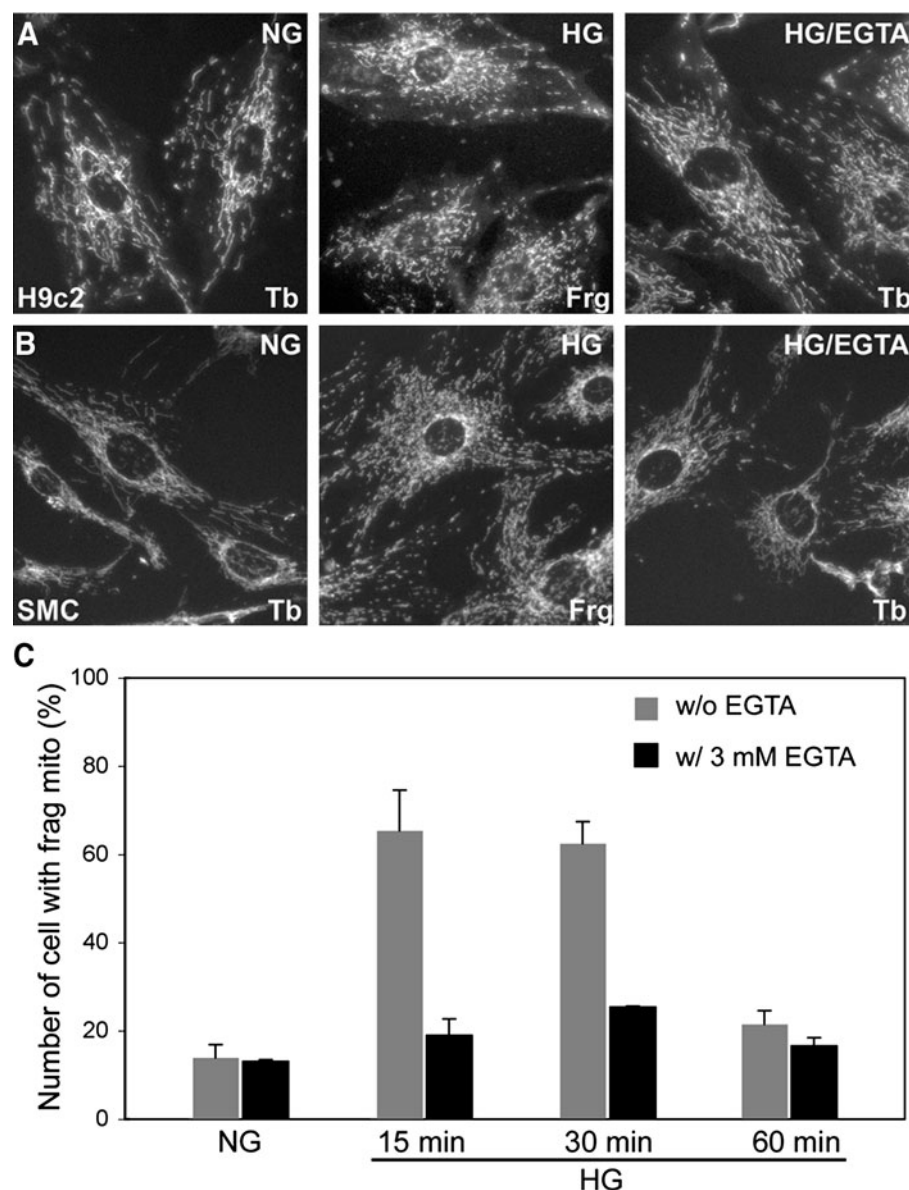 A NG HG HG/EGTA
H9c2 Tb Frg Tb
B NG HG HG/EGTA
SMC Tb Frg Tb
C
100
80
60
40
20
0
Number of cell with frag mito (%)
w/o EGTA
w/ 3 mM EGTA
NG 15 min 30 min 60 min
HG